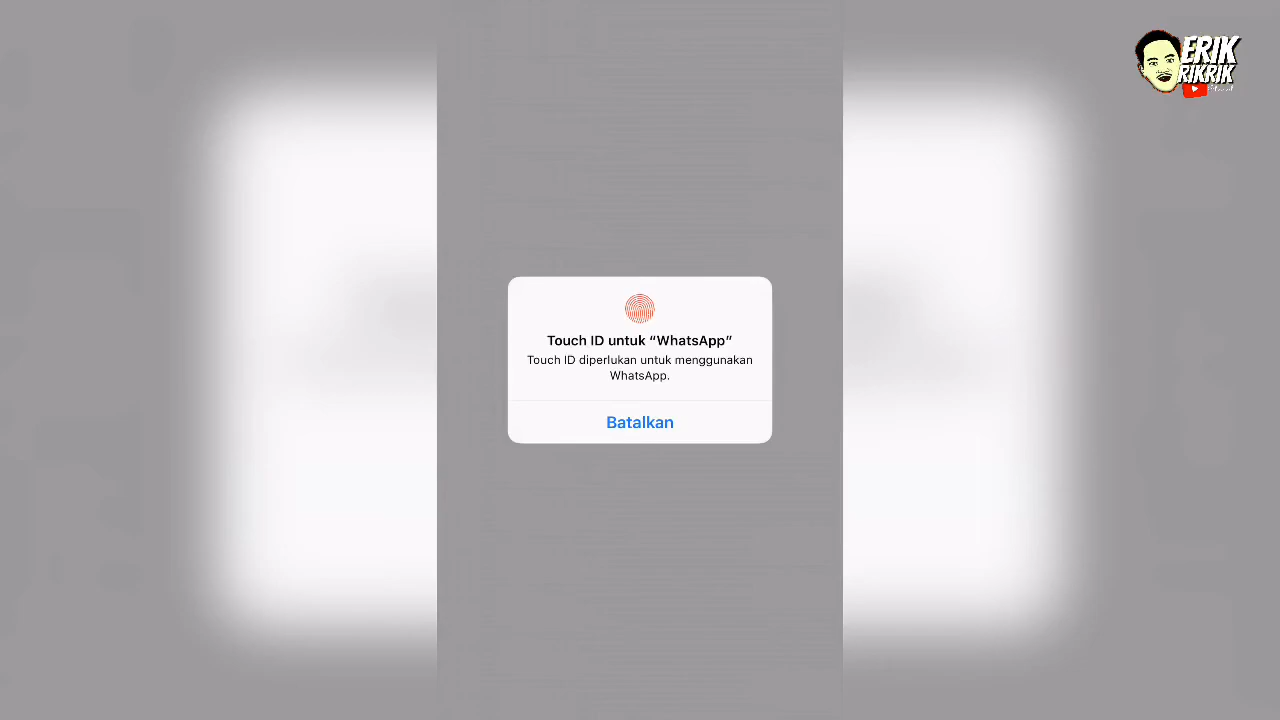 ERIK
RIKRIK
Touch ID untuk “WhatsApp”
Touch ID diperlukan untuk menggunakan
WhatsApp.
Batalkan